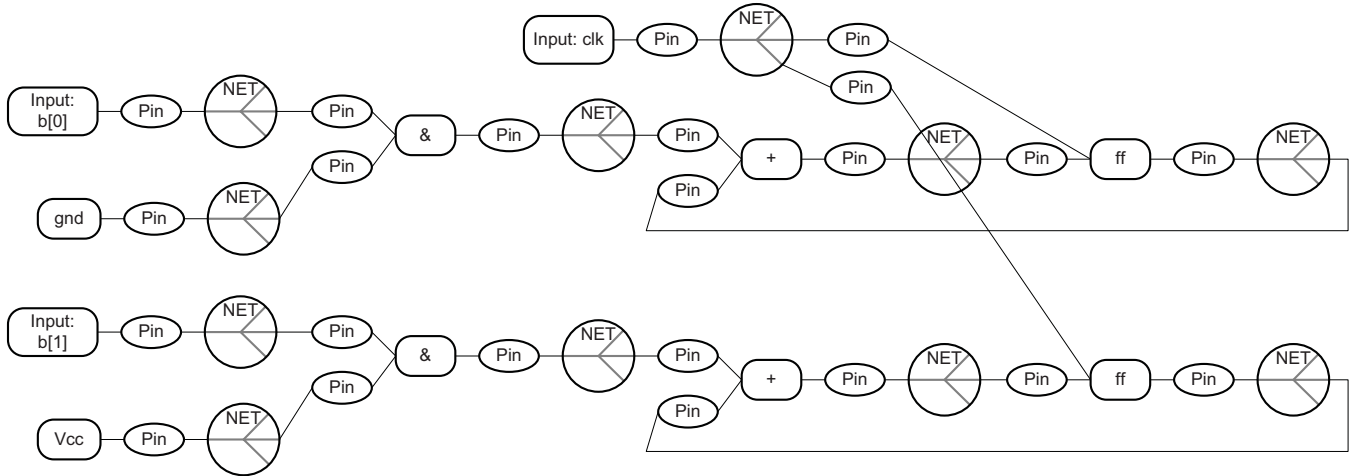 Input: clk
Pin
NET
Pin
Pin
Input:
b[0]
Pin
NET
Pin
Pin
&
Pin
NET
Pin
Pin
+
Pin
NET
Pin
ff
Pin
NET
gnd
Pin
NET
Input:
b[1]
Pin
NET
Pin
Pin
&
Pin
NET
Pin
Pin
+
Pin
NET
Pin
ff
Pin
NET
Vcc
Pin
NET